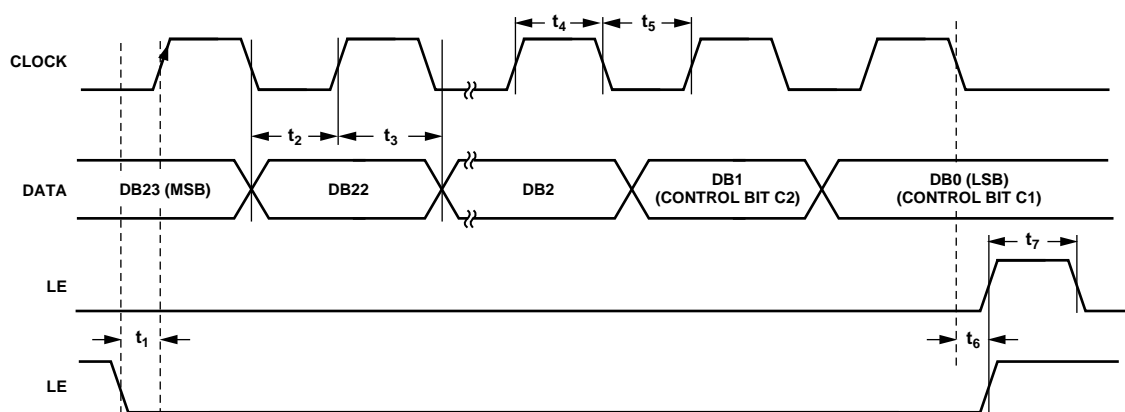 t4
t5
CLOCK
t2
t3
DATA
DB23 (MSB)
DB22
DB2
DB1
(CONTROL BIT C2)
DB0 (LSB)
(CONTROL BIT C1)
t7
LE
t1
t6
LE